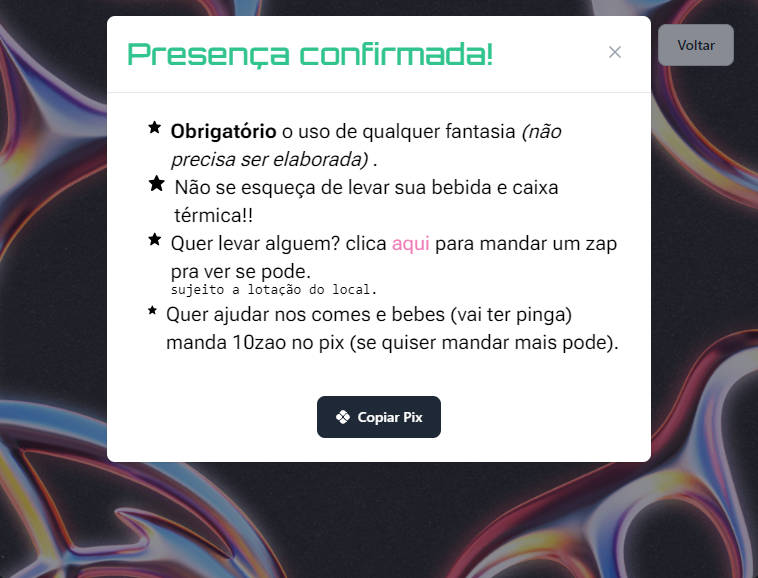 Presença confirmada!
Voltar
Obrigatório o uso de qualquer fantasia (não
precisa ser elaborada) .
Não se esqueça de levar sua bebida e caixa
térmica!!
Quer levar alguem? clica aqui para mandar um zap
pra ver se pode.
sujeito a lotação do local.
Quer ajudar nos comes e bebes (vai ter pinga)
manda 10zao no pix (se quiser mandar mais pode).
Copiar Pix